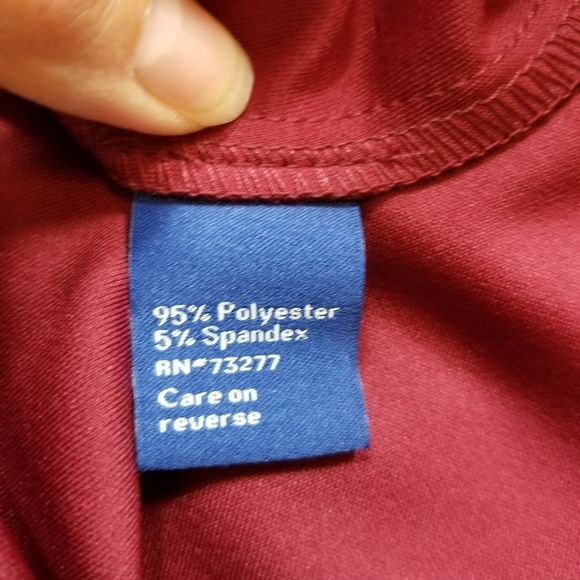 95% Polyester
5% Spandex
RN#73277
Care on
reverse